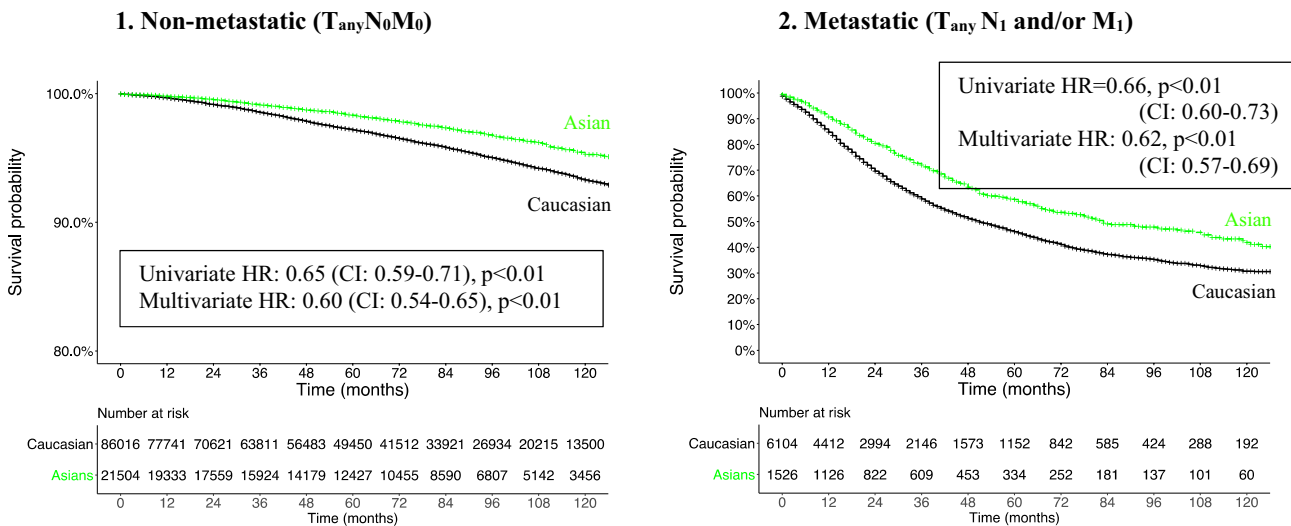 1. Non-metastatic (TanyN0M0)
100.0%
90.0%
80.0%
Survival probability
Asian
Caucasian
Univariate HR: 0.65 (CI: 0.59-0.71), p<0.01
Multivariate HR: 0.60 (CI: 0.54-0.65), p<0.01
0 12 24 36 48 60 72 84 96 108 120
Time (months)
Number at risk
Caucasian 86016 77741 70621 63811 56483 49450 41512 33921 26934 20215 13500
Asians 21504 19333 17559 15924 14179 12427 10455 8590 6807 5142 3456
0 12 24 36 48 60 72 84 96 108 120
Time (months)
2. Metastatic (Tany N1 and/or M1)
Univariate HR=0.66, p<0.01
(CI: 0.60-0.73)
Multivariate HR: 0.62, p<0.01
(CI: 0.57-0.69)
100%
90%
80%
70%
60%
50%
40%
30%
20%
10%
0%
Survival probability
Asian
Caucasian
0 12 24 36 48 60 72 84 96 108 120
Time (months)
Number at risk
Caucasian 6104 4412 2994 2146 1573 1152 842 585 424 288 192
Asians 1526 1126 822 609 453 334 252 181 137 101 60
0 12 24 36 48 60 72 84 96 108 120
Time (months)